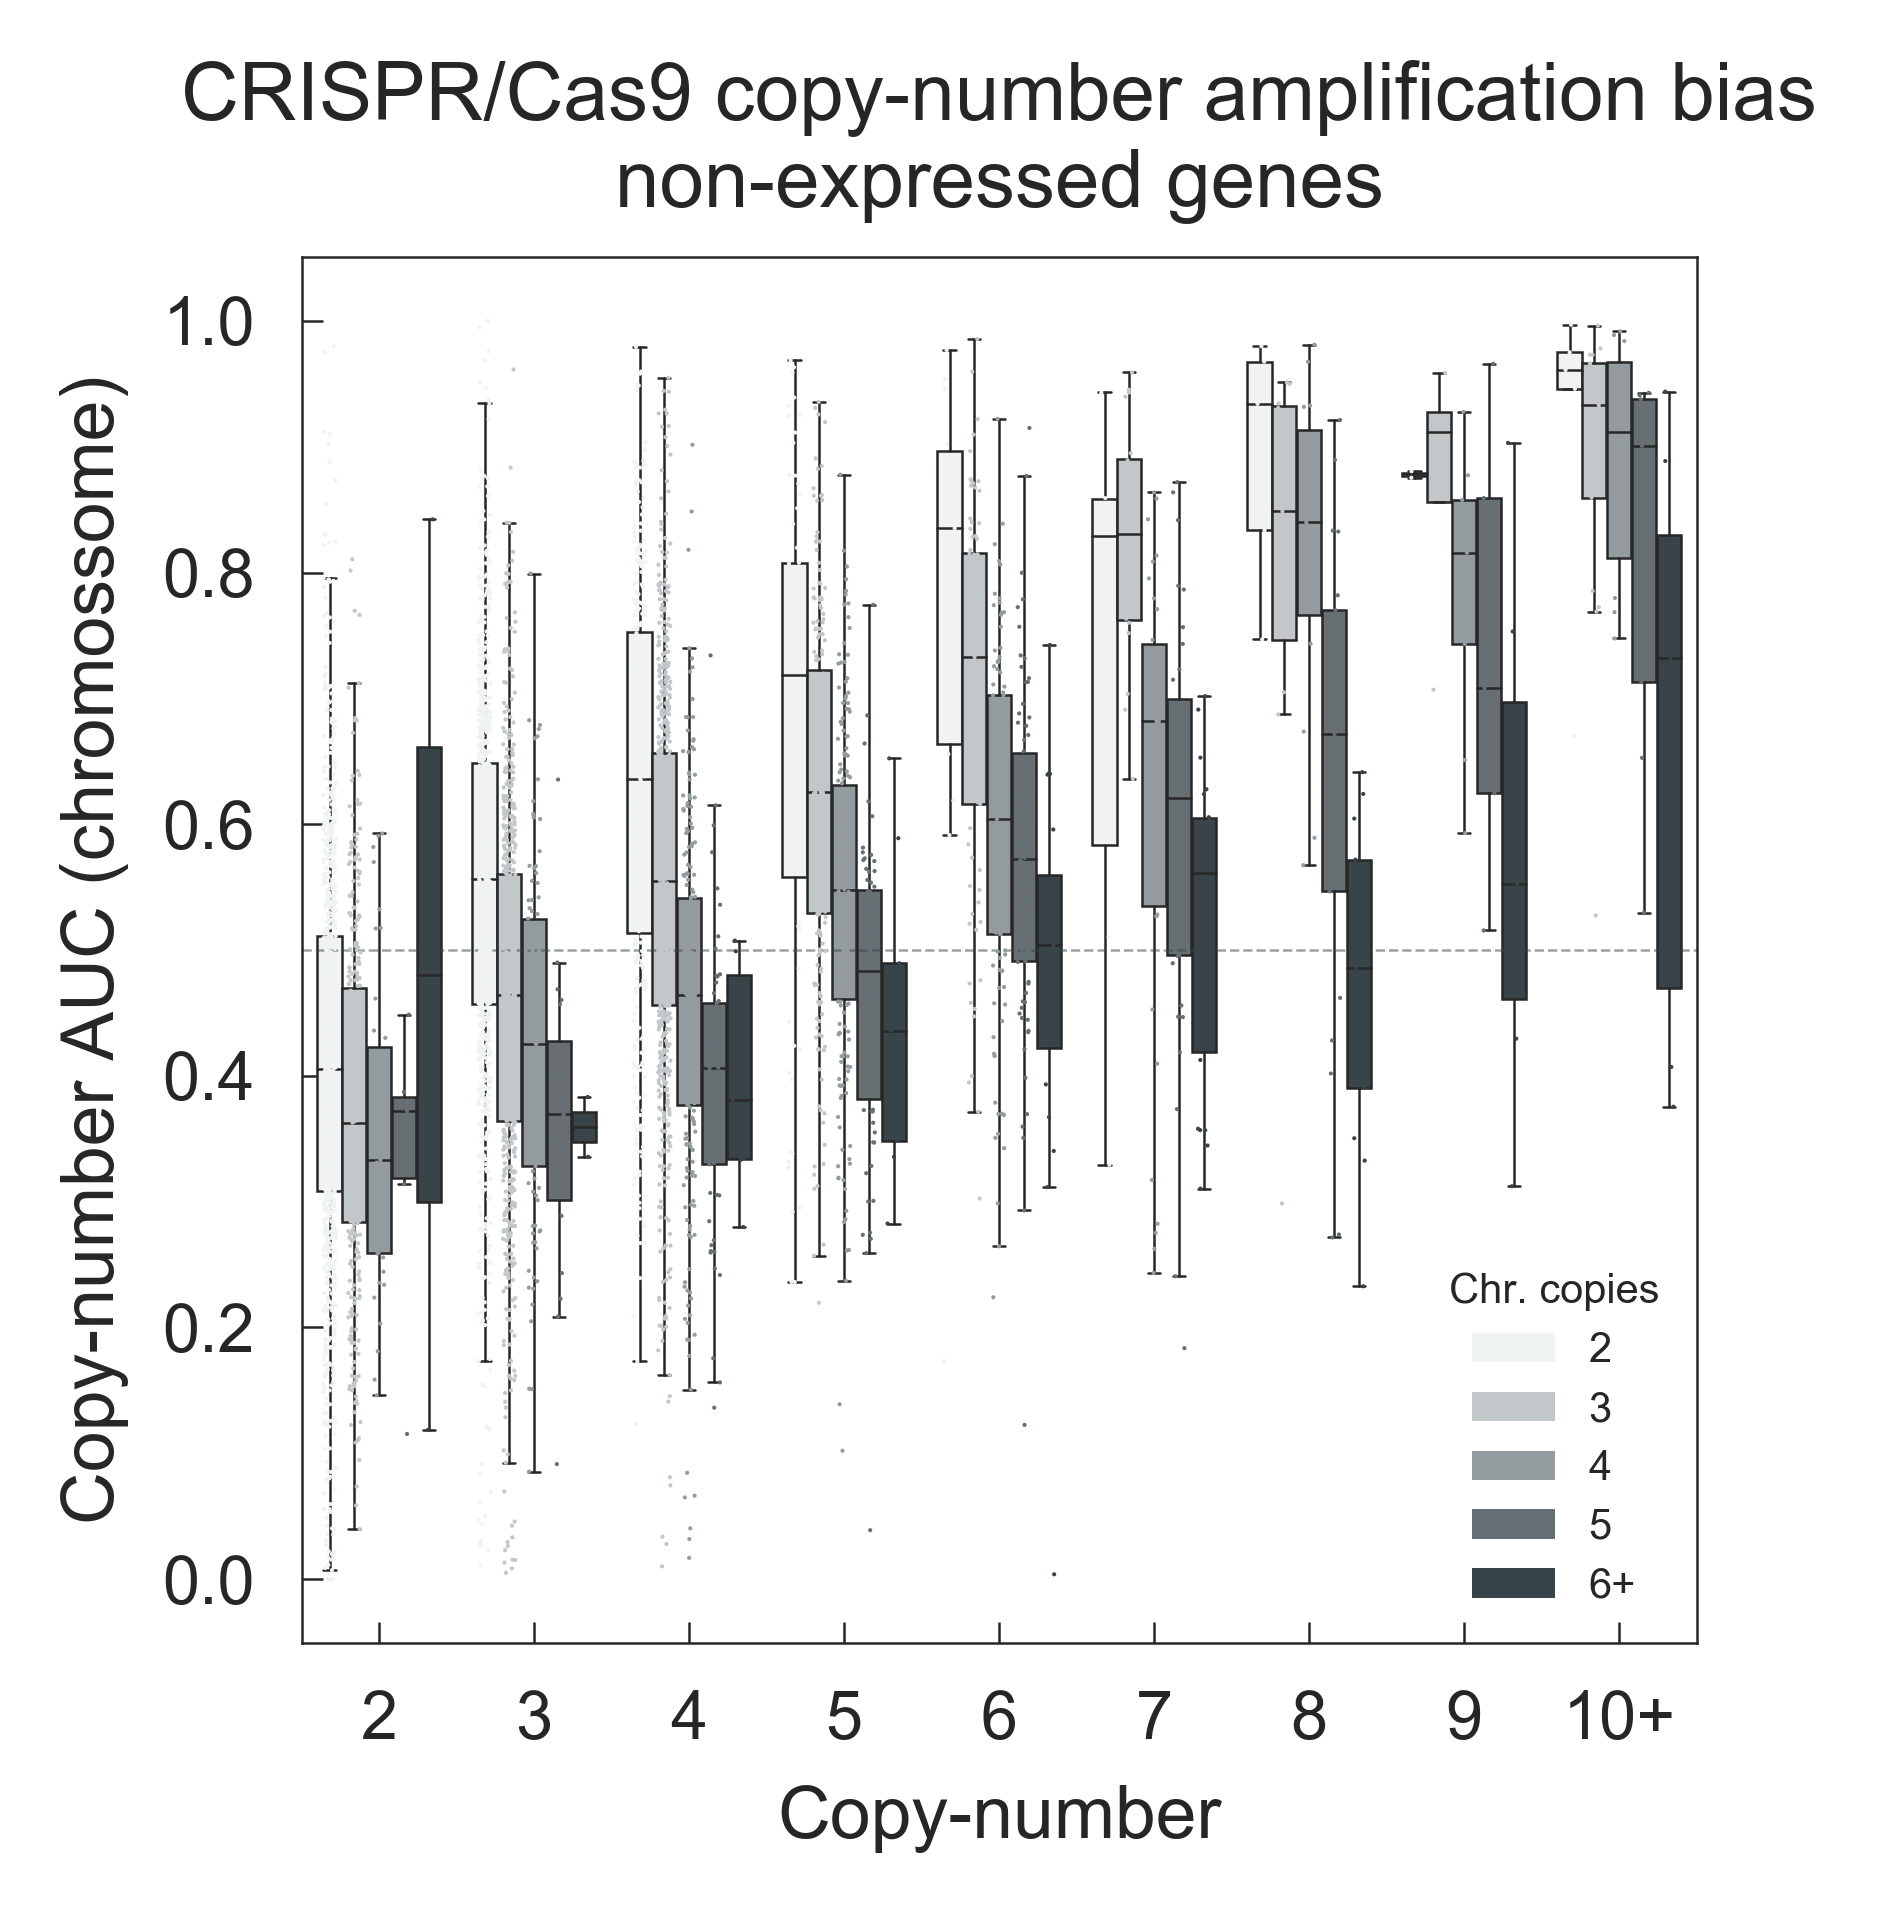 CRISPR/Cas9 copy-number amplification bias
non-expressed genes
Copy-number AUC (chromossome)
1.0
0.8
0.6
0.4
0.2
0.0
Chr. copies
2
3
4
5
6+
2 3 4 5 6 7 8 9 10+
Copy-number